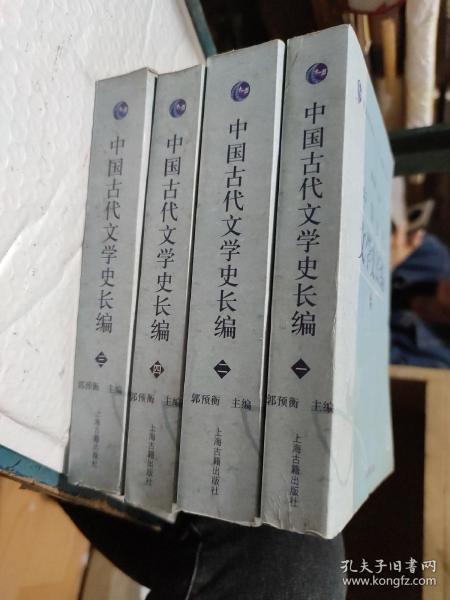 中国古代文学史长编
三
郭预衡 主编
上海古籍出版社
中国古代文学史长编
四
郭预衡 主编
上海古籍出版社
中国古代文学史长编
二
郭预衡 主编
上海古籍出版社
中国古代文学史长编
一
郭预衡 主编
上海古籍出版社
孔夫子旧书网
www.kongfz.com